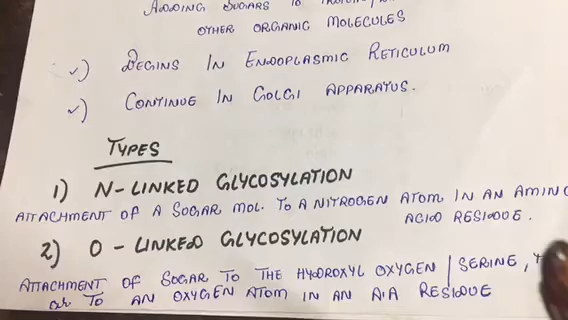 ADDING SUGARS TO
OTHER ORGANIC MOLECULES
✓) BEGINS IN ENDOPLASMIC RETICULUM
✓) CONTINUE IN GOLGI APPARATUS.
TYPES
1) N-LINKED GLYCOSYLATION
ATTACHMENT OF A SUGAR MOL. TO A NITROGEN ATOM IN AN AMINO
ACID RESIDUE.
2) O-LINKED GLYCOSYLATION
ATTACHMENT OF SUGAR TO THE HYDROXYL OXYGEN / SERINE,
OR TO AN OXYGEN ATOM IN AN A.A RESIDUE